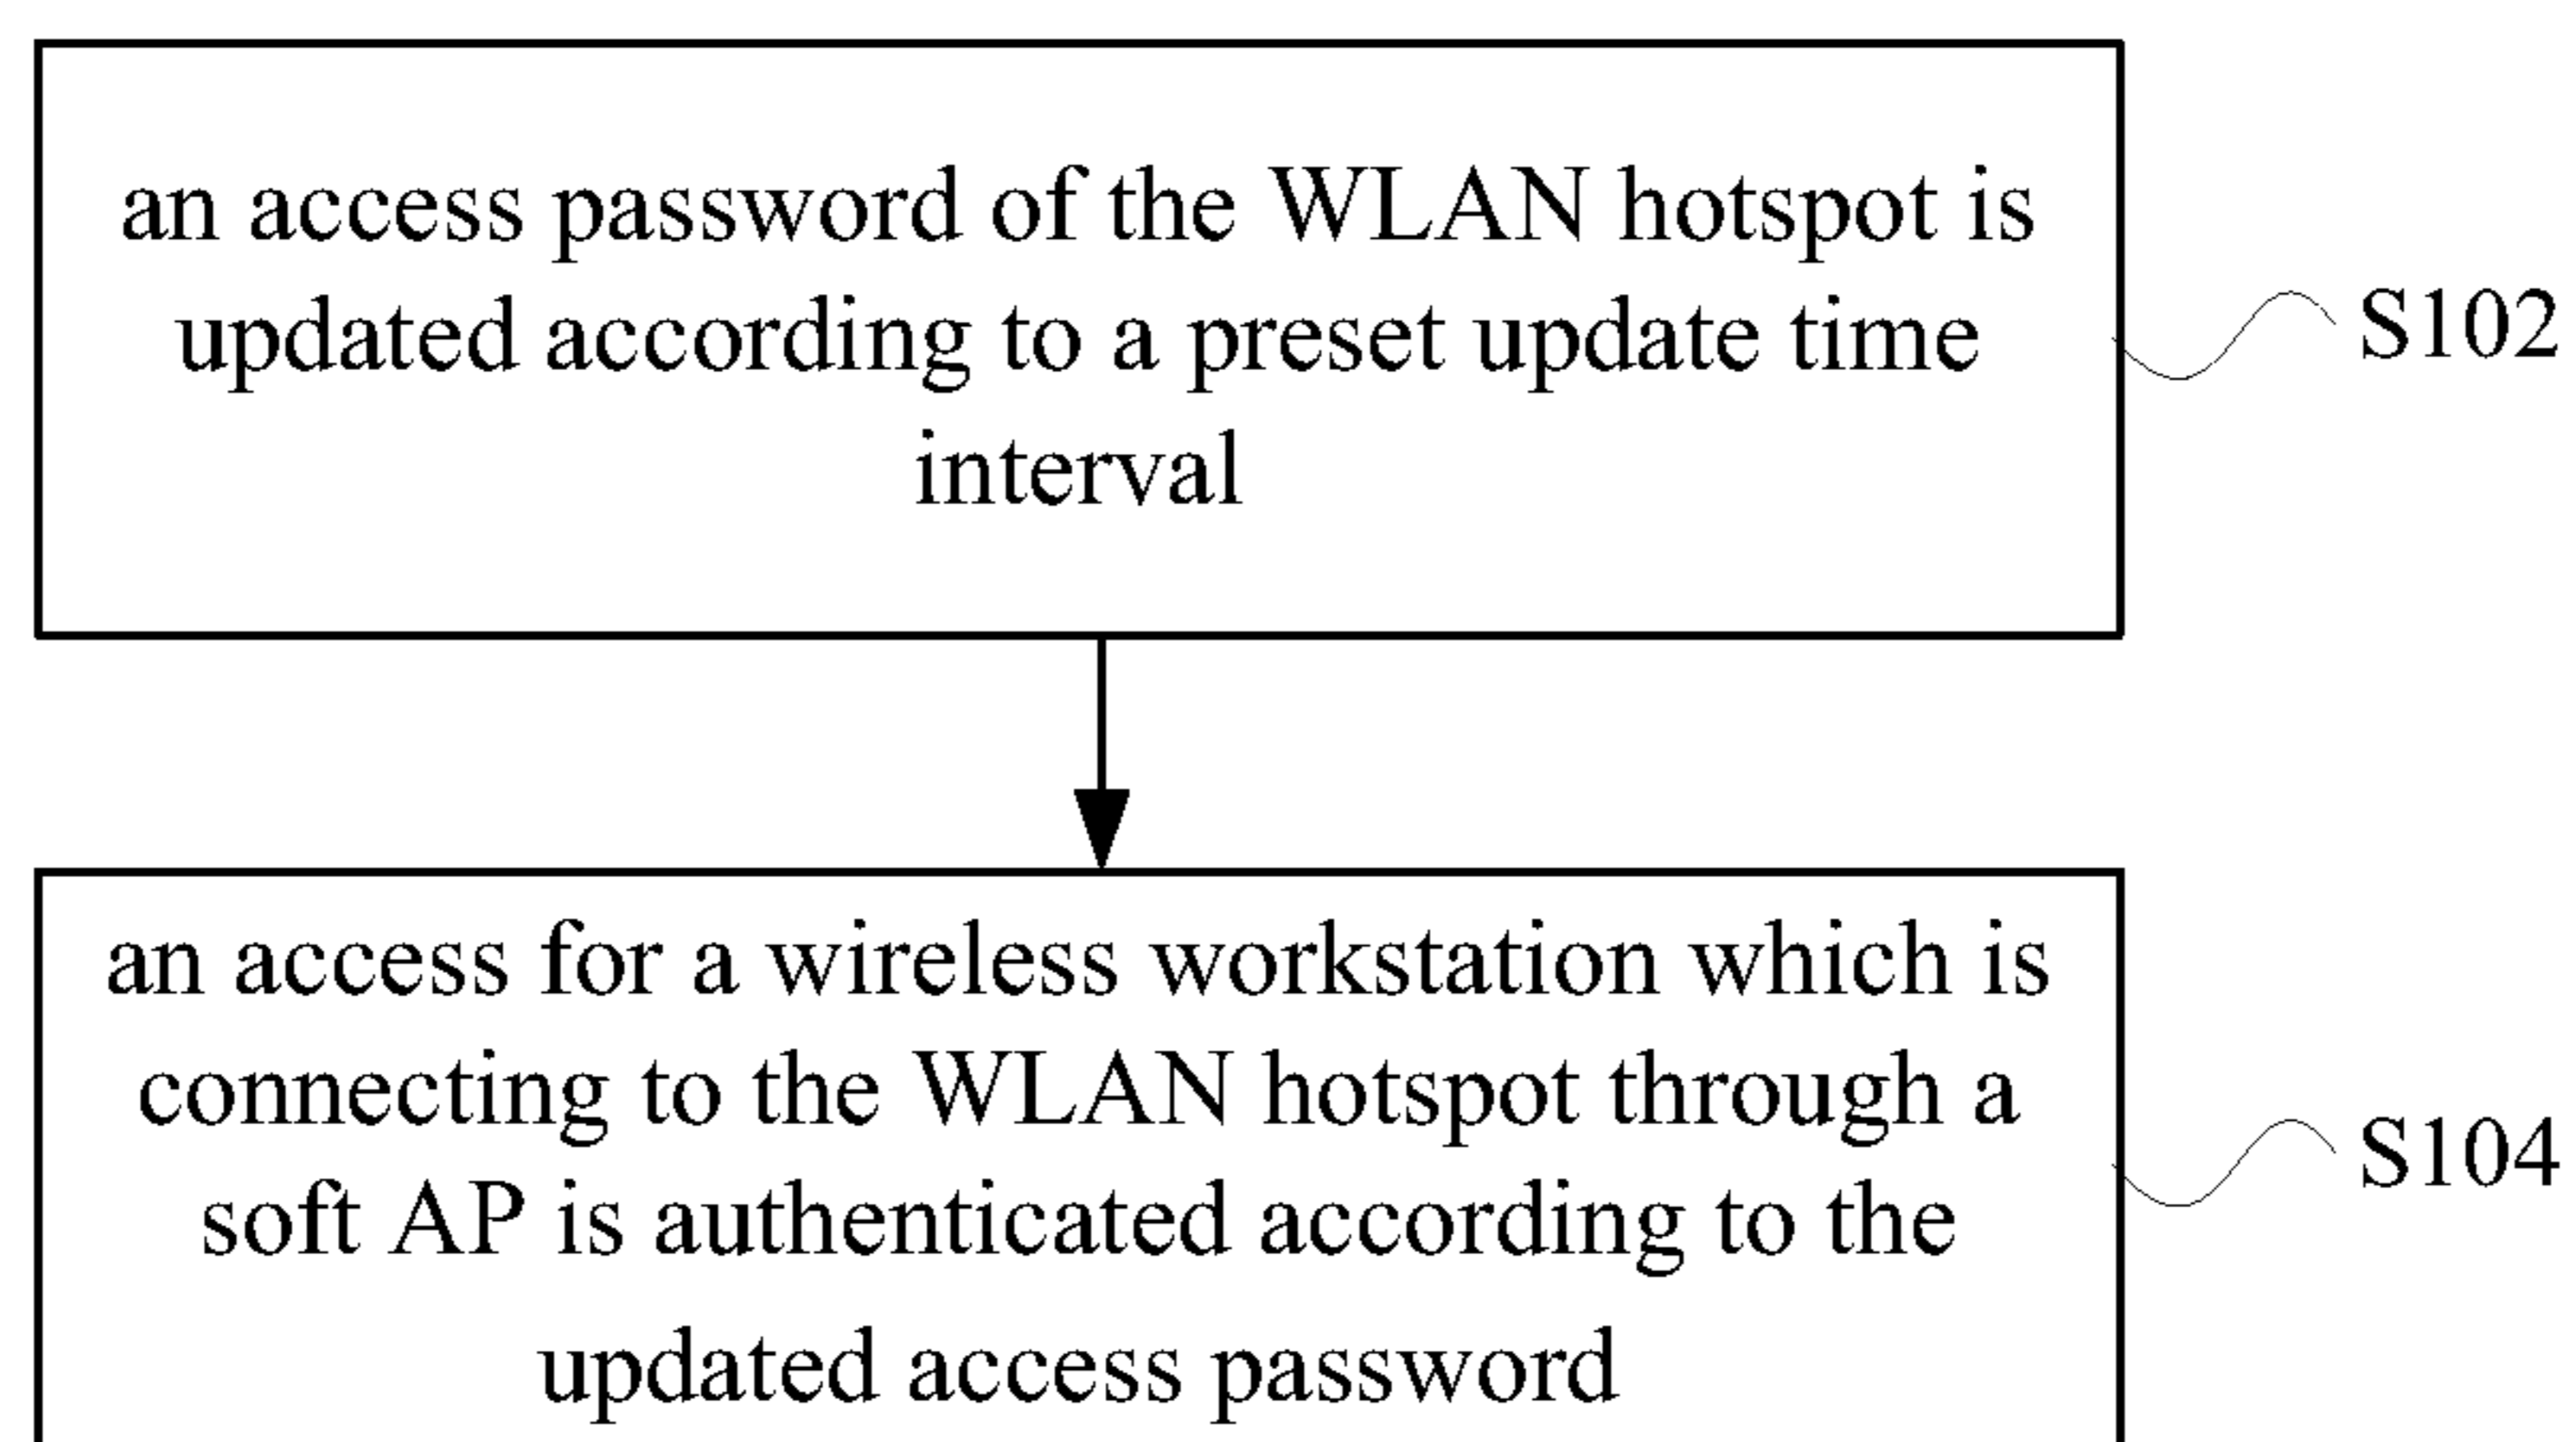 an access password of the WLAN hotspot is
updated according to a preset update time
interval
S102
an access for a wireless workstation which is
connecting to the WLAN hotspot through a
soft AP is authenticated according to the
updated access password
S104